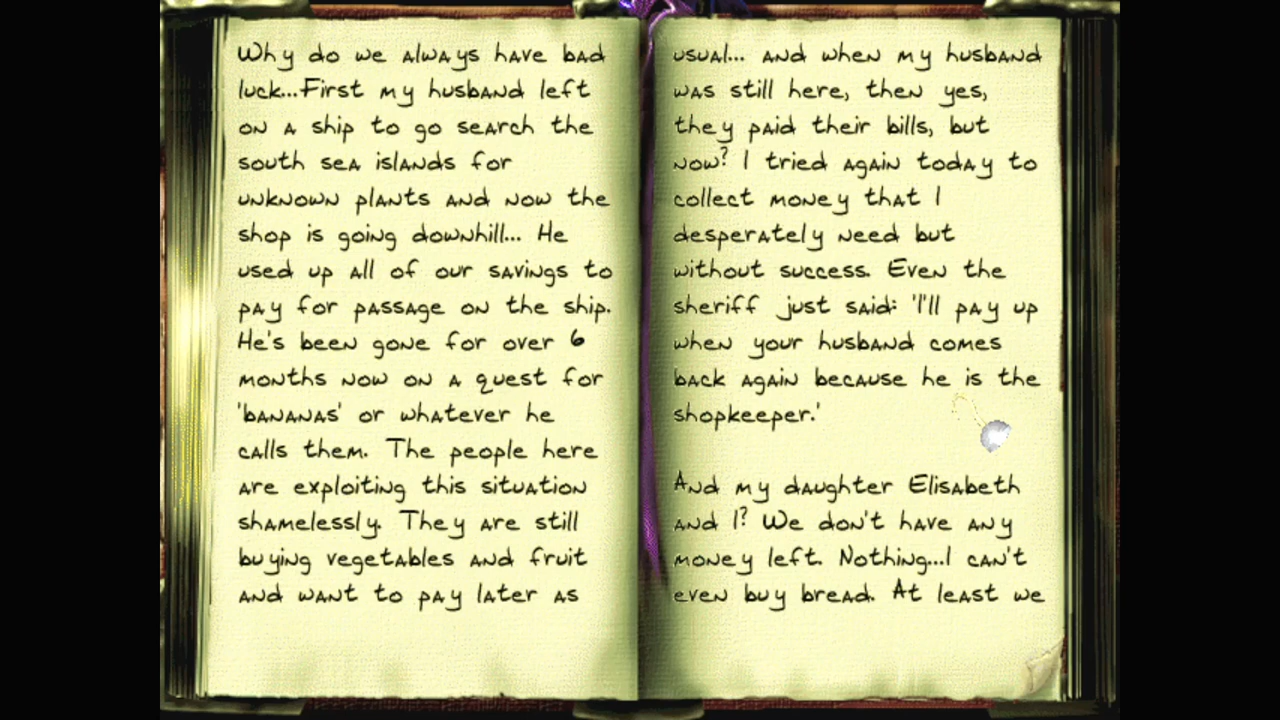 Why do we always have bad
luck...First my husband left
on a ship to go search the
south sea islands for
unknown plants and now the
shop is going downhill... He
used up all of our savings to
pay for passage on the ship.
He's been gone for over 6
months now on a quest for
'bananas' or whatever he
calls them. The people here
are exploiting this situation
shamelessly. They are still
buying vegetables and fruit
and want to pay later as
usual... and when my husband
was still here, then yes,
they paid their bills, but
now? I tried again today to
collect money that I
desperately need but
without success. Even the
sheriff just said: 'I'll pay up
when your husband comes
back again because he is the
shopkeeper.'
And my daughter Elisabeth
and I? We don't have any
money left. Nothing...I can't
even buy bread. At least we